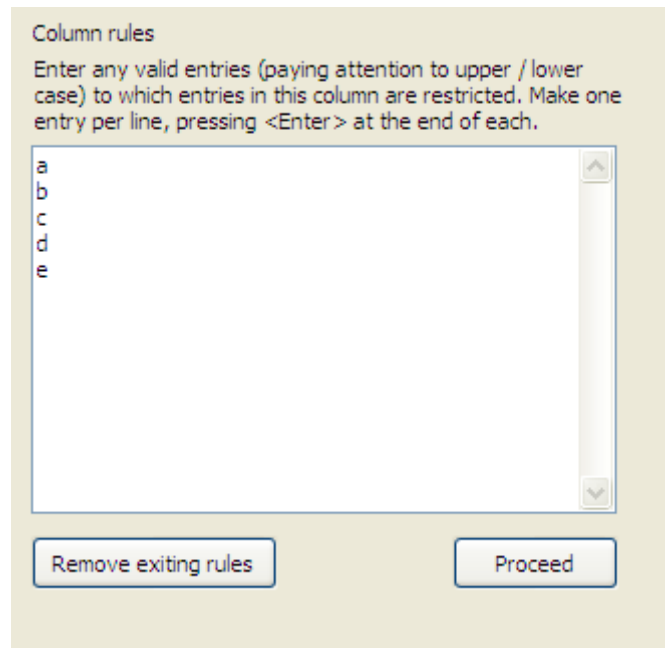 Column rules
Enter any valid entries (paying attention to upper / lower
case) to which entries in this column are restricted. Make one
entry per line, pressing <Enter> at the end of each.
a
b
c
d
e
Remove exiting rules
Proceed